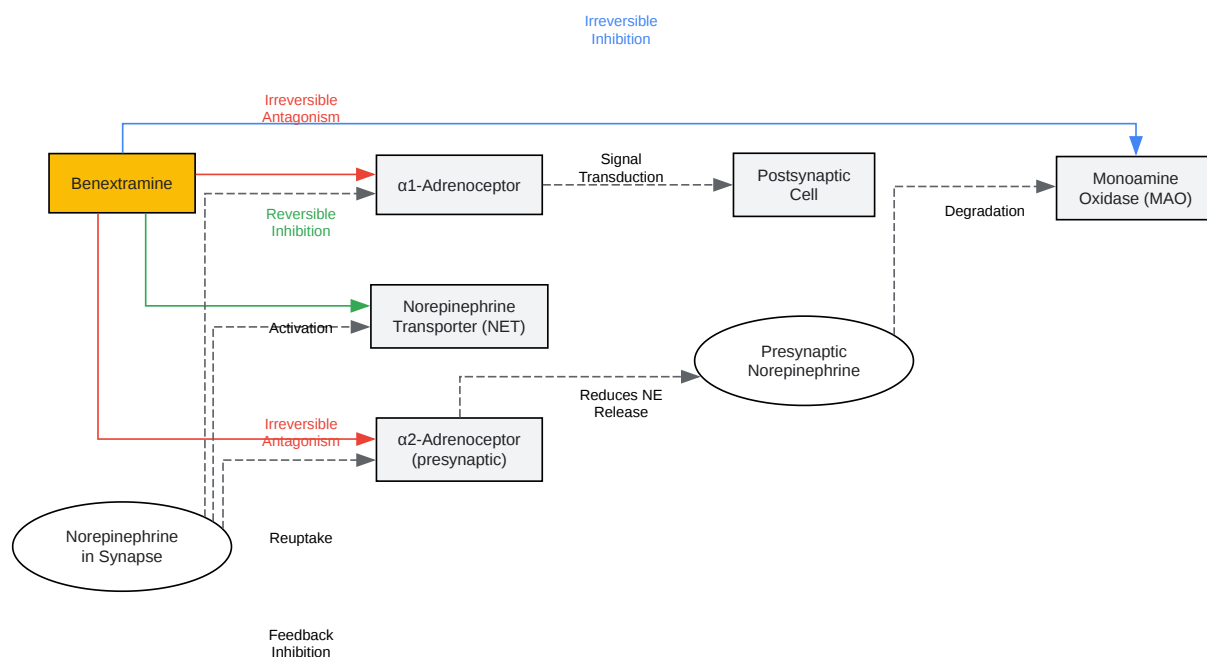 Irreversible
Inhibition
Irreversible
Antagonism
Benextramine
α1-Adrenoceptor
Signal
Transduction
Postsynaptic
Cell
Monoamine
Oxidase (MAO)
Reversible
Inhibition
Degradation
Norepinephrine
Transporter (NET)
Activation
Presynaptic
Norepinephrine
Reduces NE
Release
Irreversible
Antagonism
α2-Adrenoceptor
(presynaptic)
Norepinephrine
in Synapse
Reuptake
Feedback
Inhibition